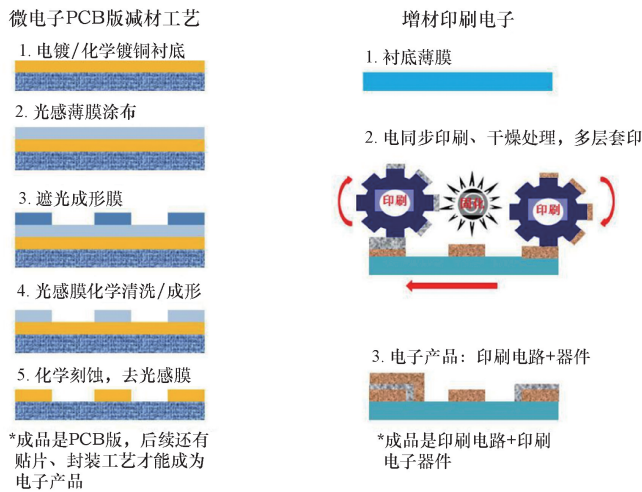 微电子PCB版减材工艺
1. 电镀/化学镀铜衬底
2. 光感薄膜涂布
3. 遮光成形膜
4. 光感膜化学清洗/成形
5. 化学刻蚀，去光感膜
*成品是PCB版，后续还有
贴片、封装工艺才能成为
电子产品
增材印刷电子
1. 衬底薄膜
2. 电同步印刷、干燥处理，多层套印
印刷
固化
印刷
3. 电子产品：印刷电路+器件
*成品是印刷电路+印刷
电子器件